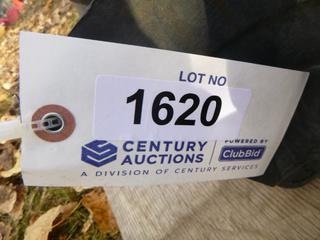 LOT NO
1620
CENTURY
AUCTIONS
POWERED BY
ClubBid
A DIVISION OF CENTURY SERVICES